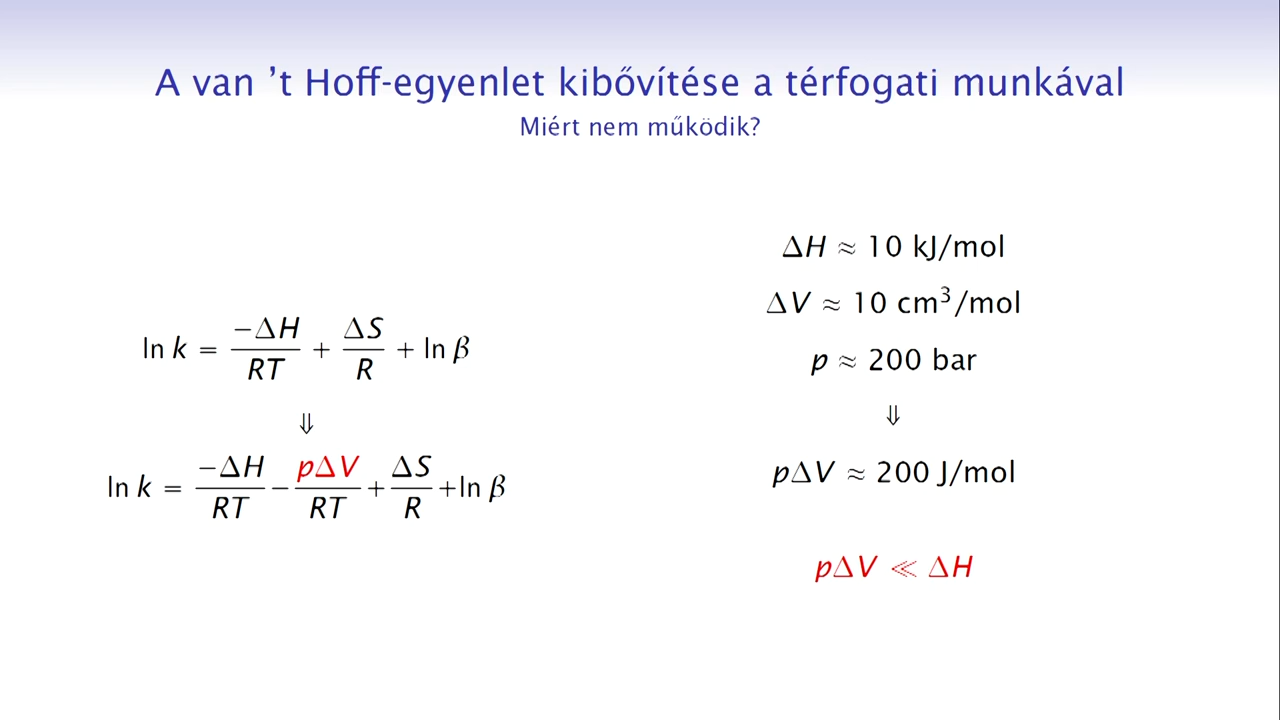 A van ’t Hoff-egyenlet kibővítése a térfogati munkával
Miért nem működik?
ln k = −ΔH/RT + ΔS/R + ln β
⇓
ln k = −ΔH/RT − pΔV/RT + ΔS/R + ln β
ΔH ≈ 10 kJ/mol
ΔV ≈ 10 cm³/mol
p ≈ 200 bar
⇓
pΔV ≈ 200 J/mol
pΔV ≪ ΔH